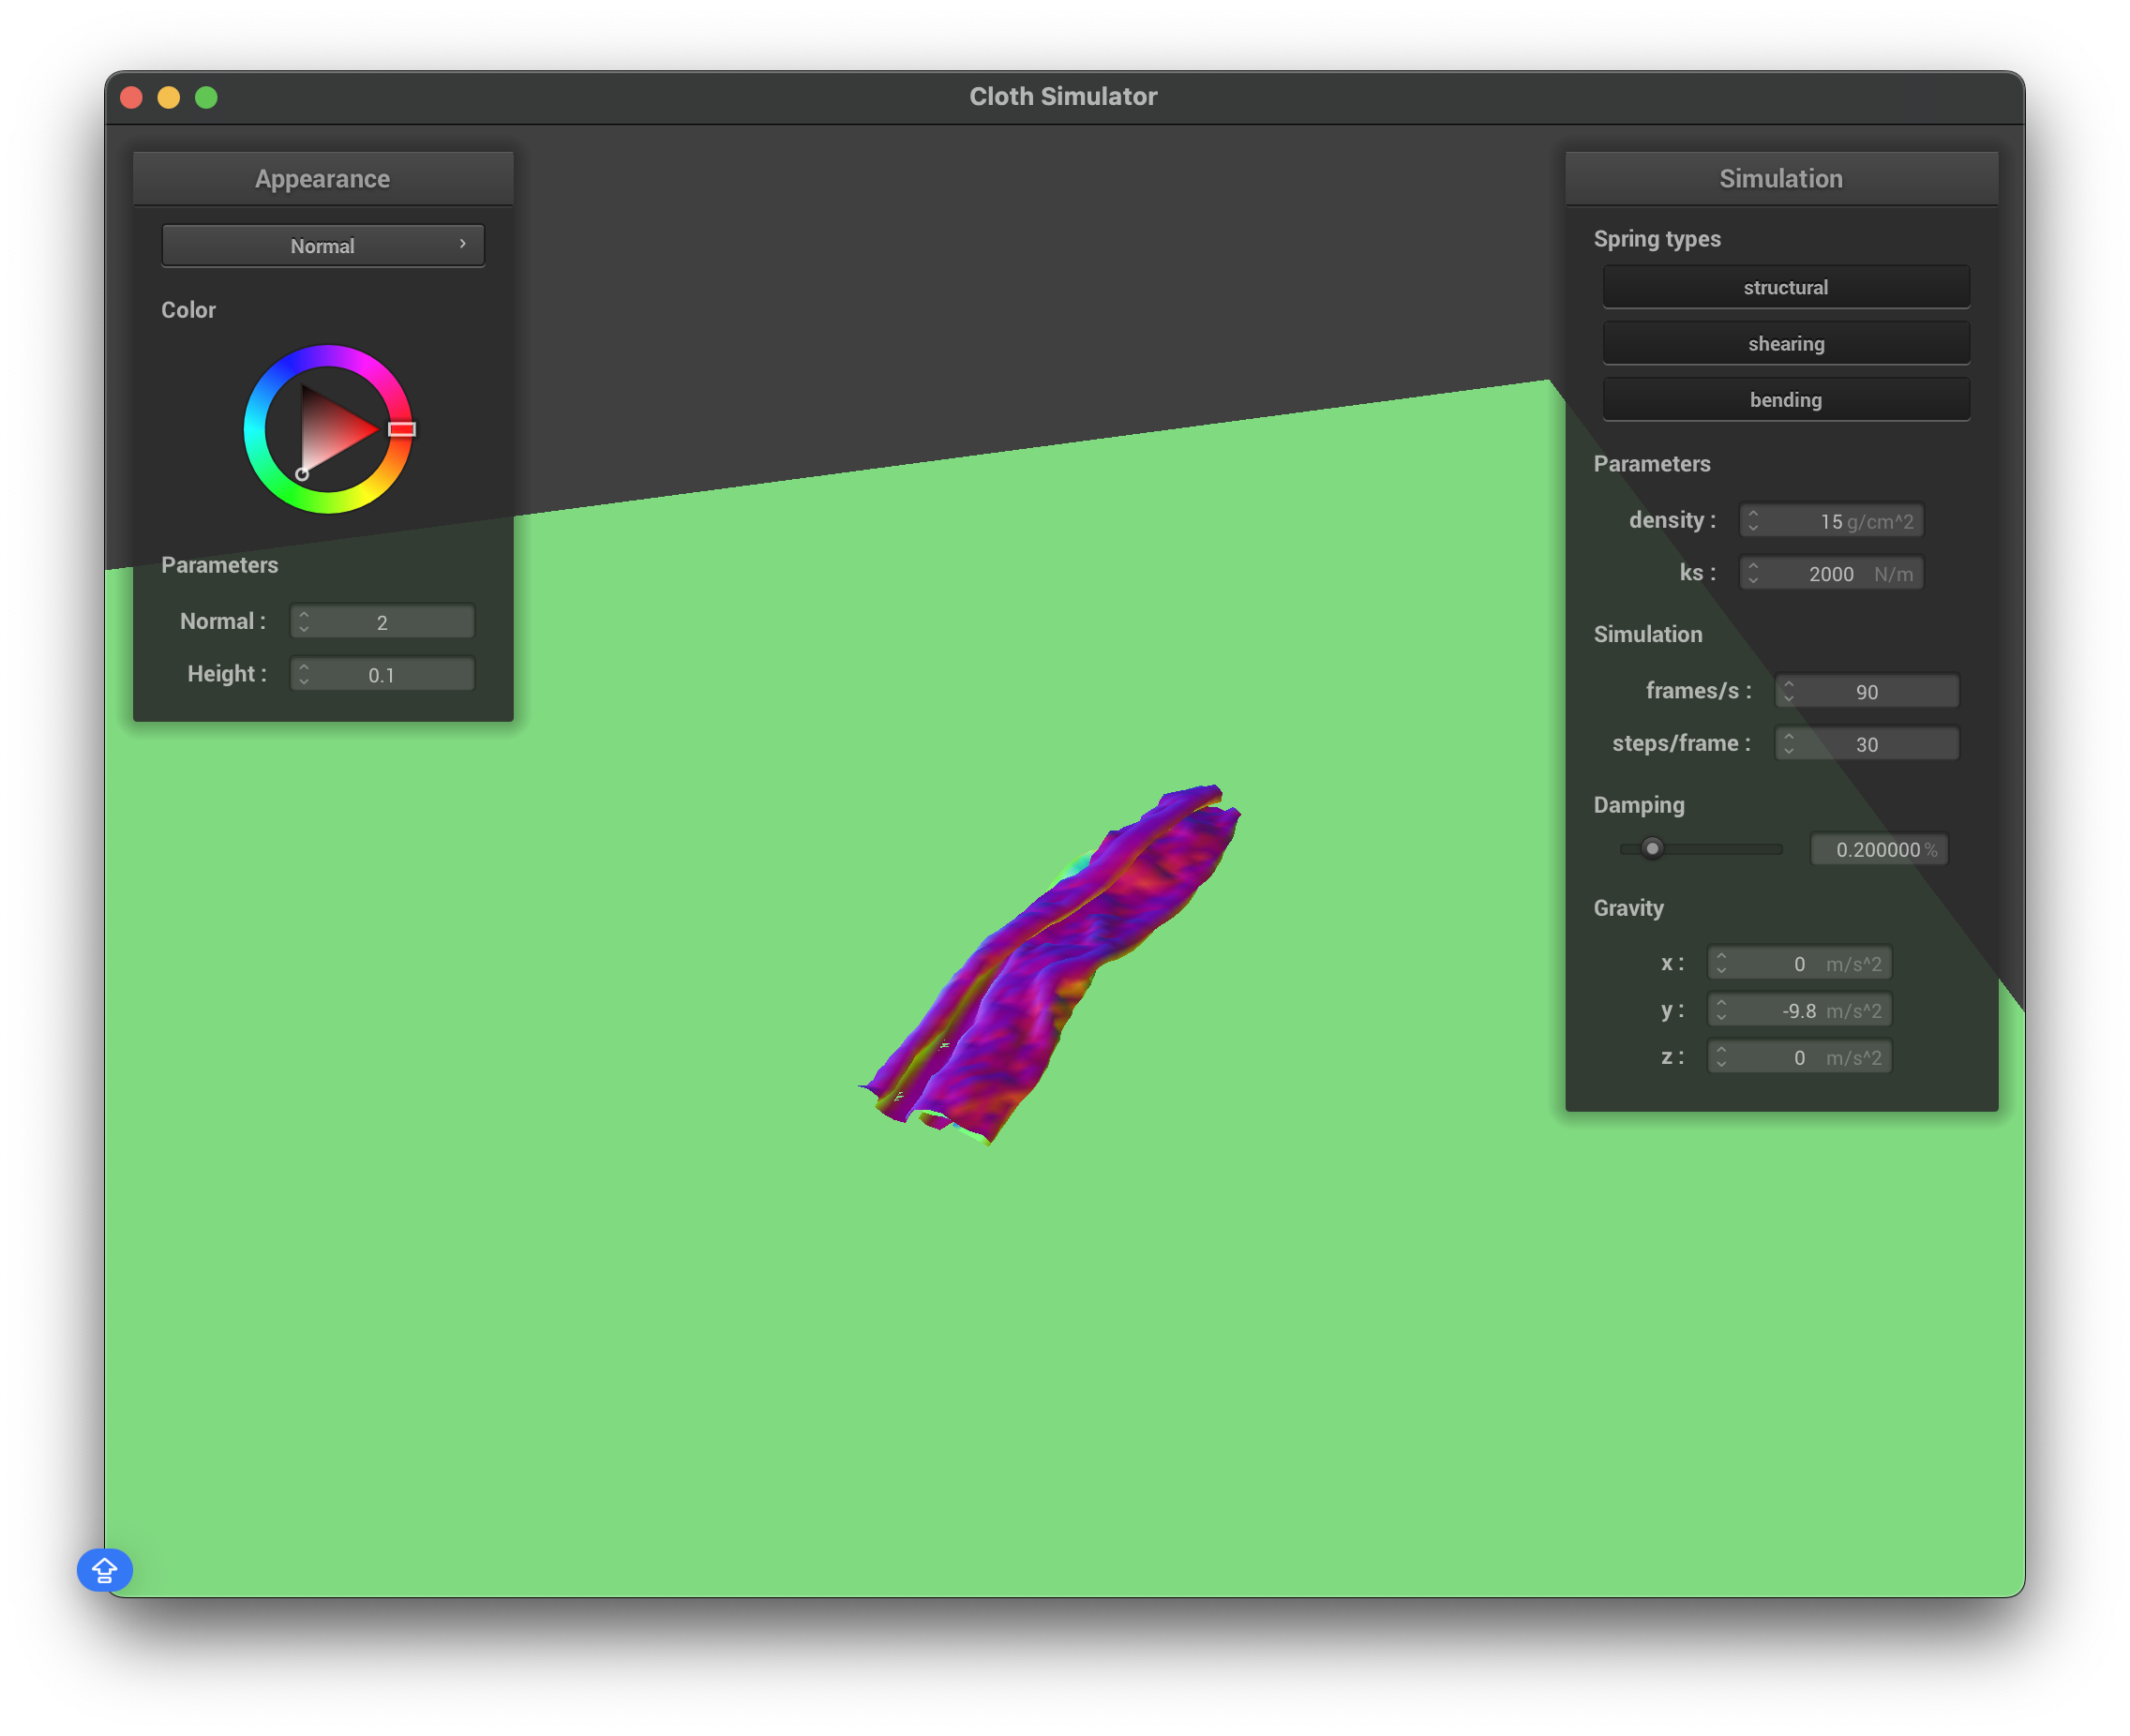 Cloth Simulator
Appearance
Normal
Color
Parameters
Normal :
2
Height :
0.1
Simulation
Spring types
structural
shearing
bending
Parameters
density :
15 g/cm^2
ks :
2000 N/m
Simulation
frames/s :
90
steps/frame :
30
Damping
0.200000 %
Gravity
x :
0 m/s^2
y :
-9.8 m/s^2
z :
0 m/s^2